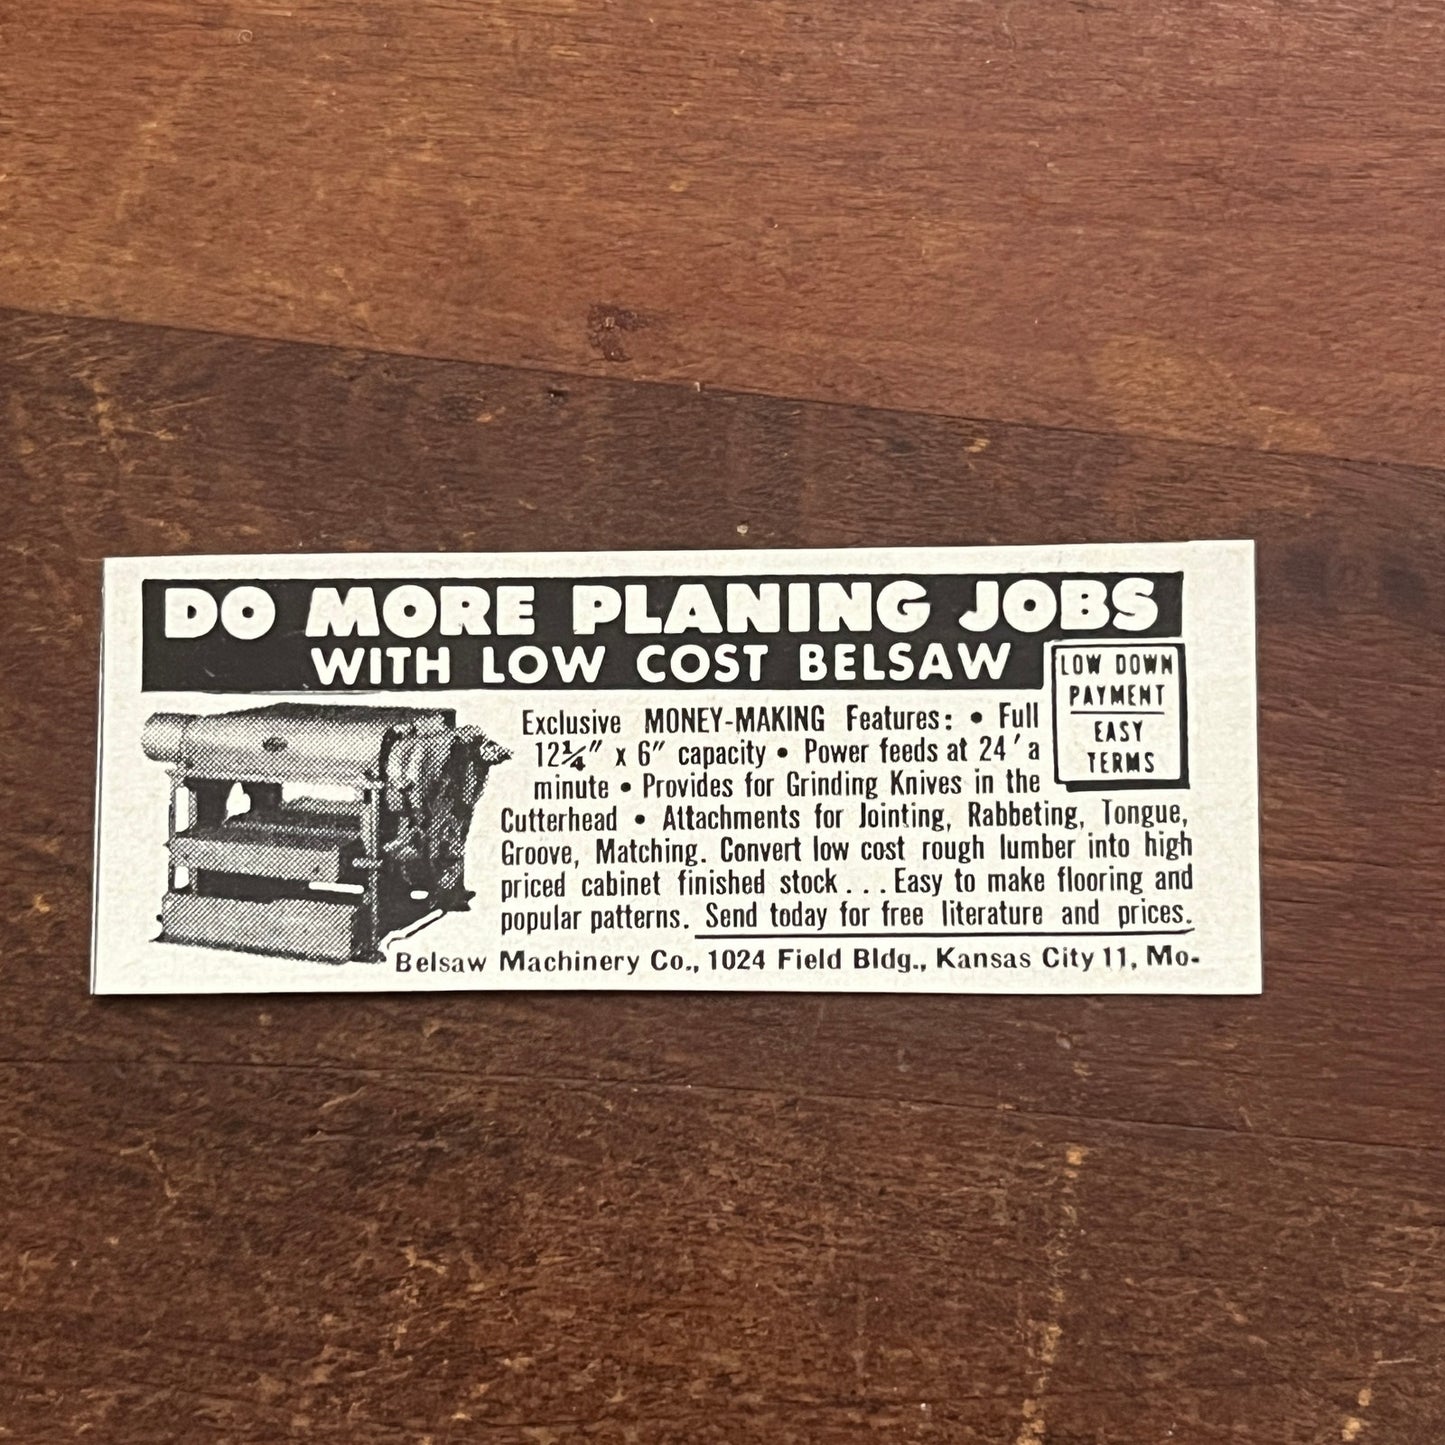 DO MORE PLANING JOBS
WITH LOW COST BELSAW
LOW DOWN
PAYMENT
EASY
TERMS
Exclusive MONEY-MAKING Features: • Full
12¼" x 6" capacity • Power feeds at 24' a
minute • Provides for Grinding Knives in the
Cutterhead • Attachments for Jointing, Rabbeting, Tongue,
Groove, Matching. Convert low cost rough lumber into high
priced cabinet finished stock... Easy to make flooring and
popular patterns. Send today for free literature and prices.
Belsaw Machinery Co., 1024 Field Bldg., Kansas City 11, Mo.